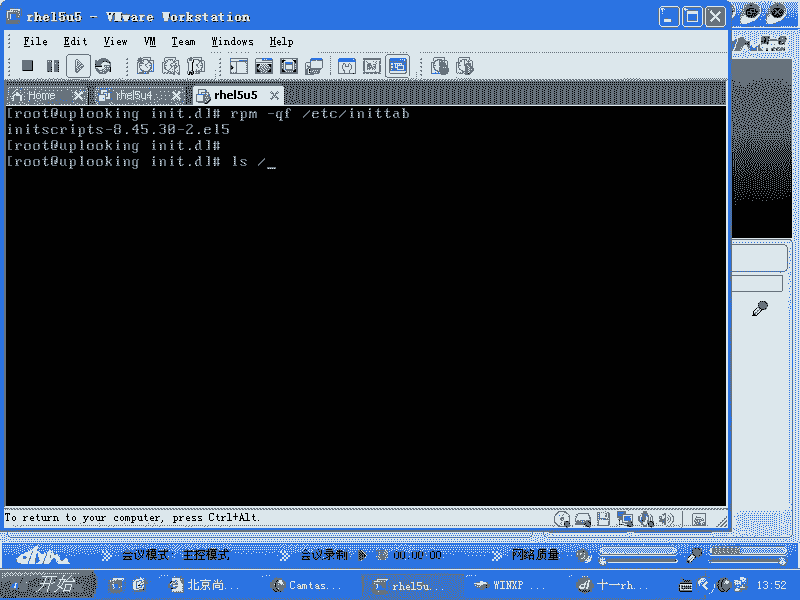 rhel5u5 - VMware Workstation
File Edit View VM Team Windows Help
Home rhel5u4 rhel5u5
[root@uplooking init.d]# rpm -qf /etc/inittab
initscripts-8.45.30-2.el5
[root@uplooking init.d]#
[root@uplooking init.d]# ls /_
To return to your computer, press Ctrl+Alt.
会议模式: 主控模式 会议录制 00:00:00 网络质量
开始 北京尚... Camtas... rhel5u... WINXP ... 十一rh... 13:52